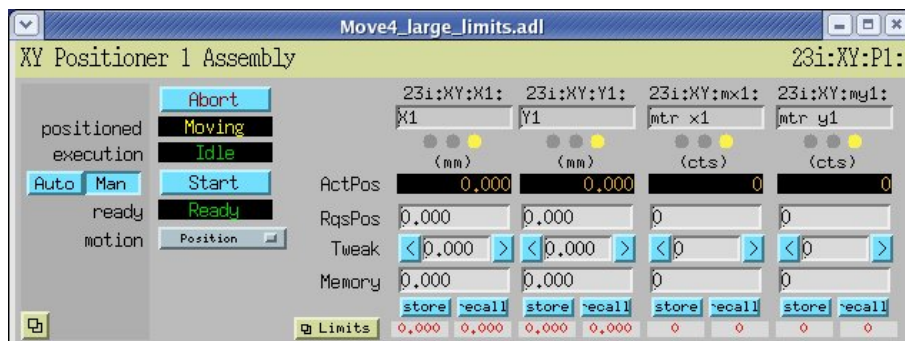 Move4_large_limits.adl
XY Positioner 1 Assembly 23i:XY:P1:
Abort 23i:XY:X1: 23i:XY:Y1: 23i:XY:mx1: 23i:XY:my1:
positioned Moving X1 Y1 mtr x1 mtr y1
execution Idle (mm) (mm) (cts) (cts)
Auto Man Start ActPos 0.000 0.000 0 0
ready Ready RqsPos 0.000 0.000 0 0
motion Position Tweak < 0.000 > < 0.000 > < 0 > < 0 >
Memory 0.000 0.000 0 0
store recall store recall store recall store recall
Limits 0.000 0.000 0.000 0.000 0 0 0 0